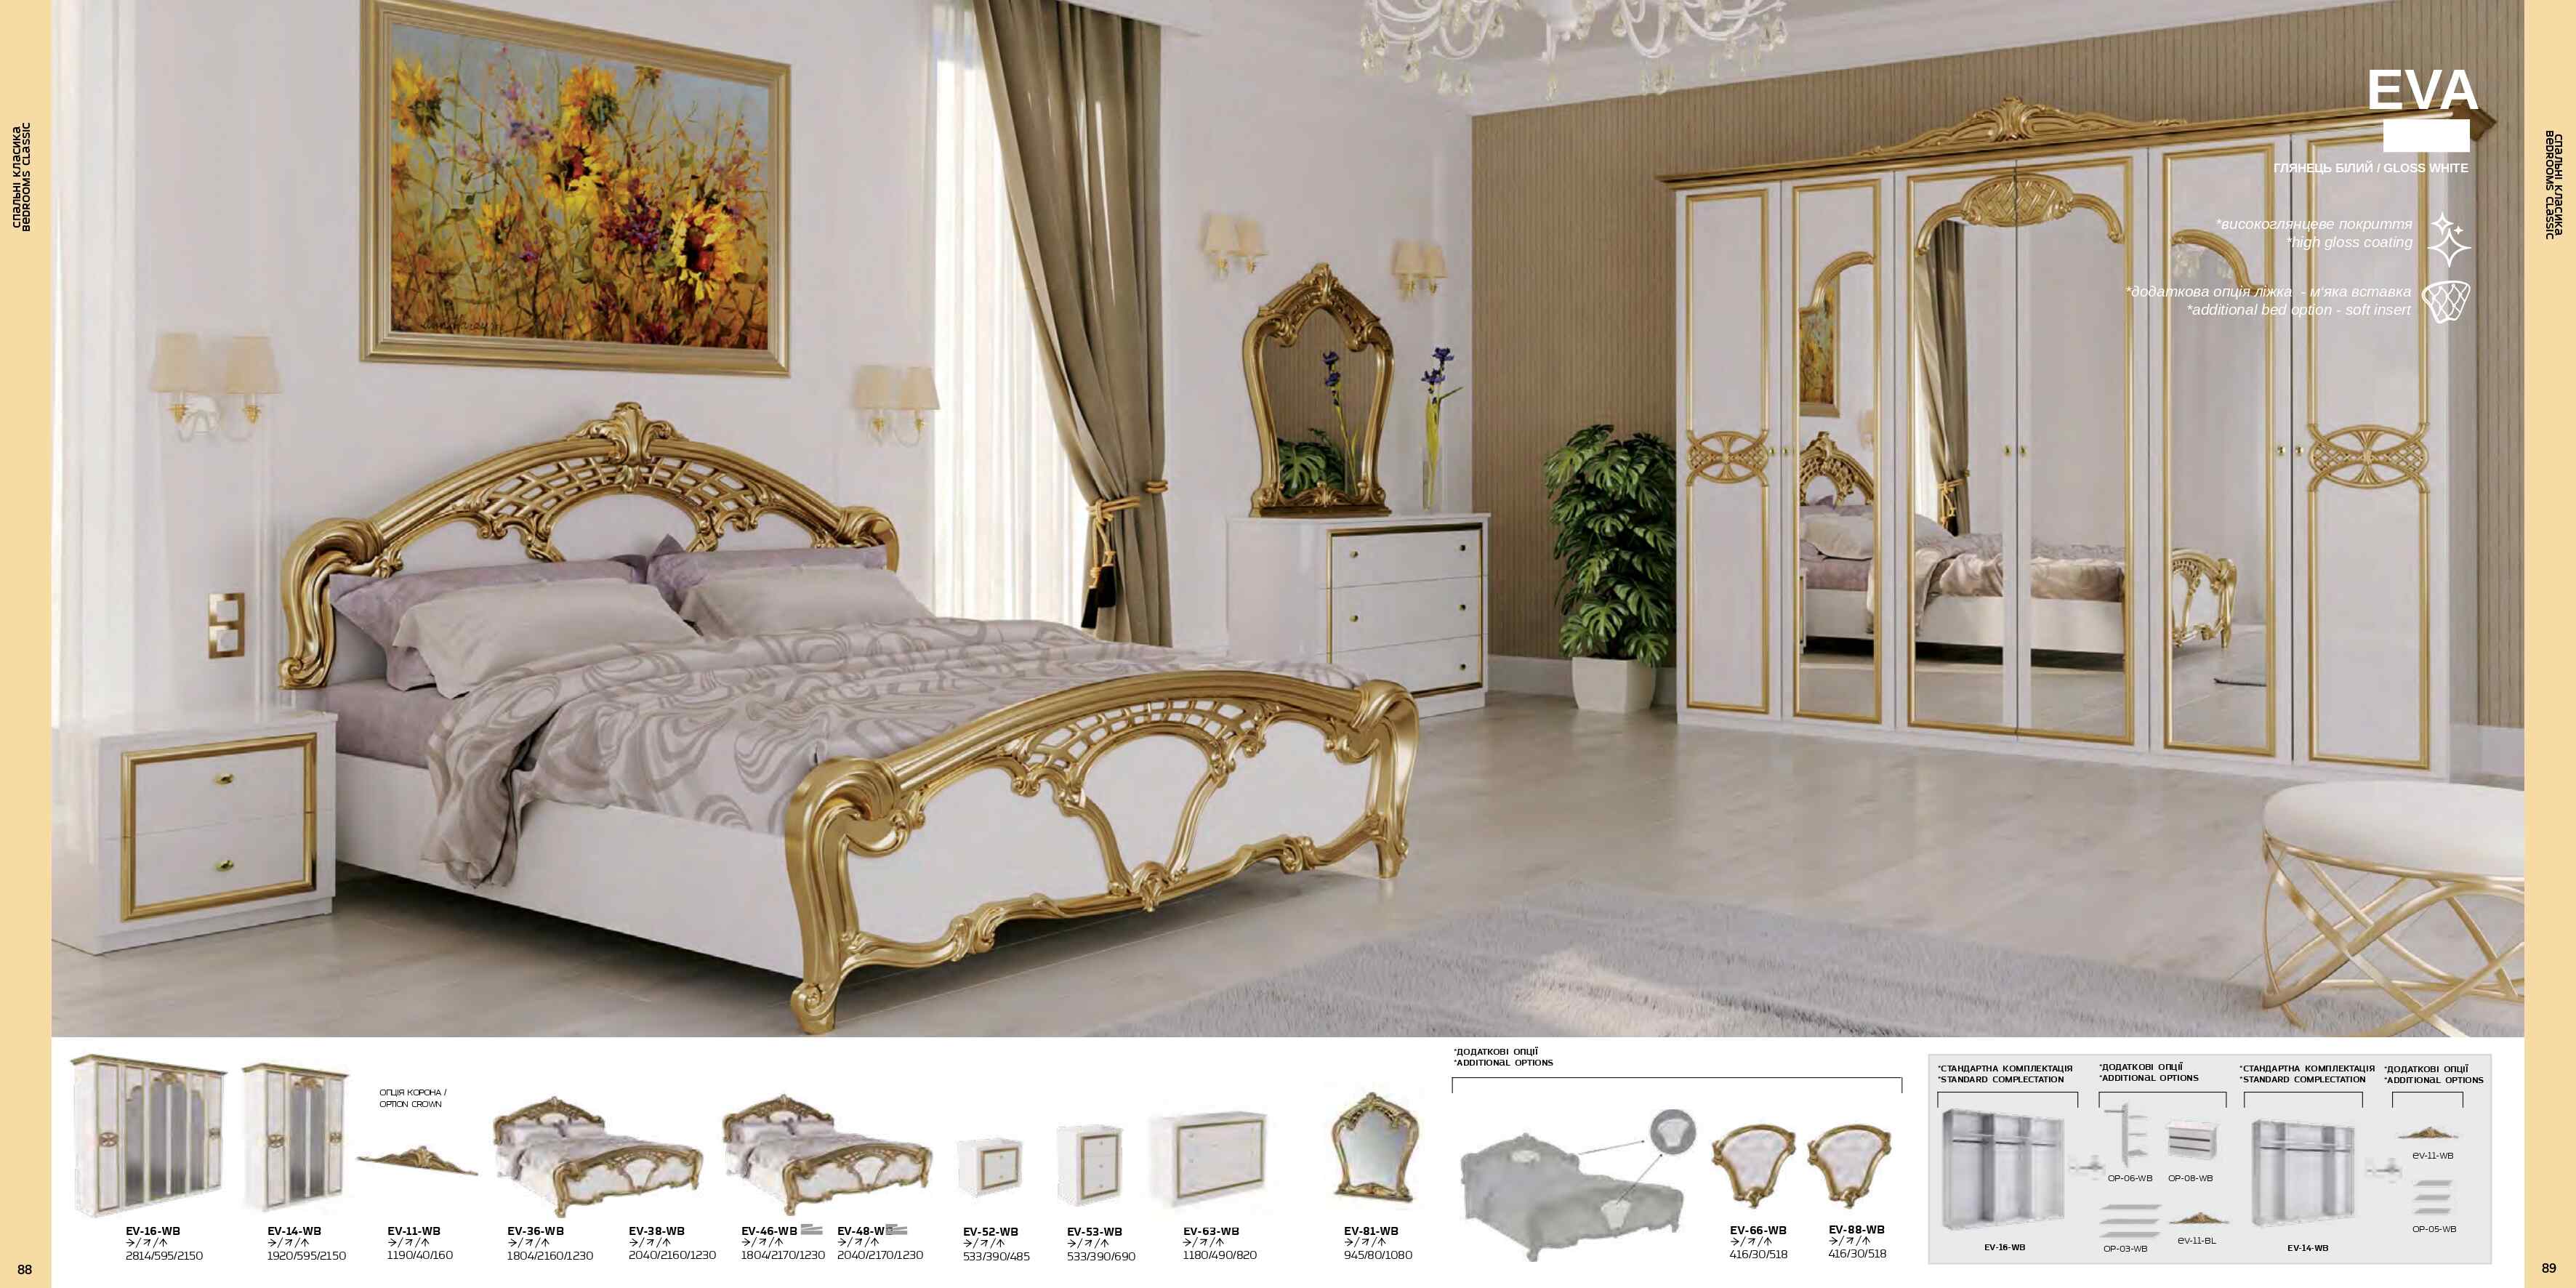 СПАЛЬНІ КЛАСИКА
BEDROOMS CLASSIC
88
EVA
ГЛЯНЕЦЬ БІЛИЙ / GLOSS WHITE
*високоглянцеве покриття
*high gloss coating
*додаткова опція ліжка - м'яка вставка
*additional bed option - soft insert
СПАЛЬНІ КЛАСИКА
BEDROOMS CLASSIC
89
EV-16-WB
2814/595/2150
EV-14-WB
1920/595/2150
ОПЦІЯ КОРОНА /
OPTION CROWN
EV-11-WB
1190/40/160
EV-36-WB
1804/2160/1230
EV-38-WB
2040/2160/1230
EV-46-WB
1804/2170/1230
EV-48-W
2040/2170/1230
EV-52-WB
533/390/485
EV-53-WB
533/390/690
EV-63-WB
1180/490/820
EV-81-WB
945/80/1080
*ДОДАТКОВІ ОПЦІЇ
*ADDITIONAL OPTIONS
EV-66-WB
416/30/518
EV-88-WB
416/30/518
*СТАНДАРТНА КОМПЛЕКТАЦІЯ
*STANDARD COMPLECTATION
EV-16-WB
*ДОДАТКОВІ ОПЦІЇ
*ADDITIONAL OPTIONS
OP-06-WB
OP-08-WB
OP-03-WB
EV-11-BL
*СТАНДАРТНА КОМПЛЕКТАЦІЯ
*STANDARD COMPLECTATION
EV-14-WB
*ДОДАТКОВІ ОПЦІЇ
*ADDITIONAL OPTIONS
EV-11-WB
OP-05-WB